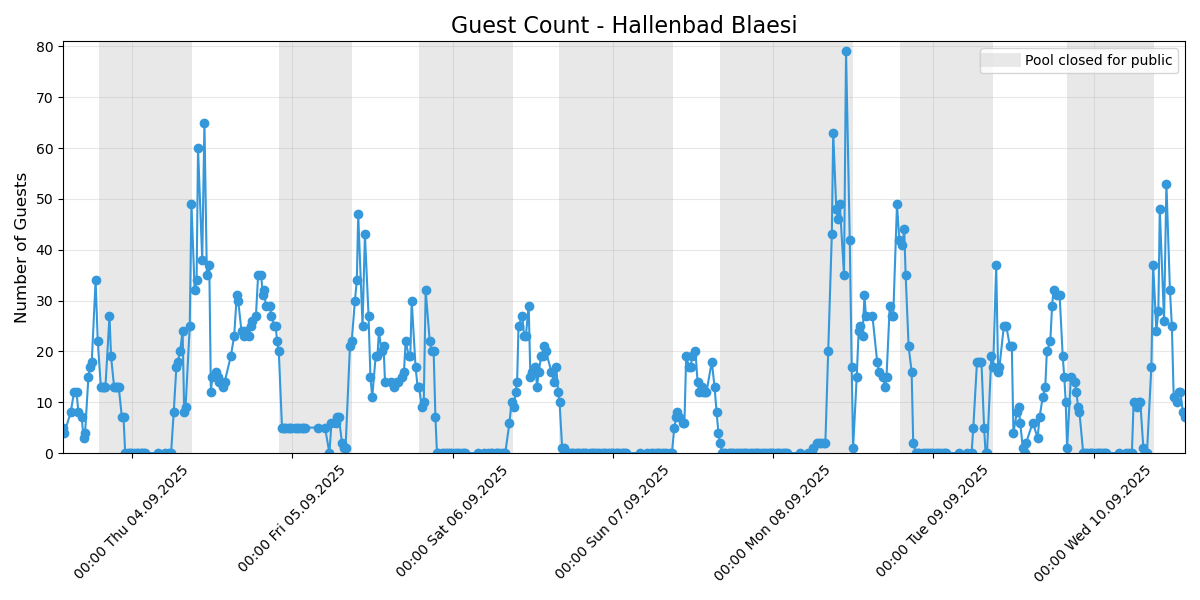 Guest Count - Hallenbad Blaesi
Pool closed for public
Number of Guests
80
70
60
50
40
30
20
10
0
00:00 Thu 04.09.2025
00:00 Fri 05.09.2025
00:00 Sat 06.09.2025
00:00 Sun 07.09.2025
00:00 Mon 08.09.2025
00:00 Tue 09.09.2025
00:00 Wed 10.09.2025